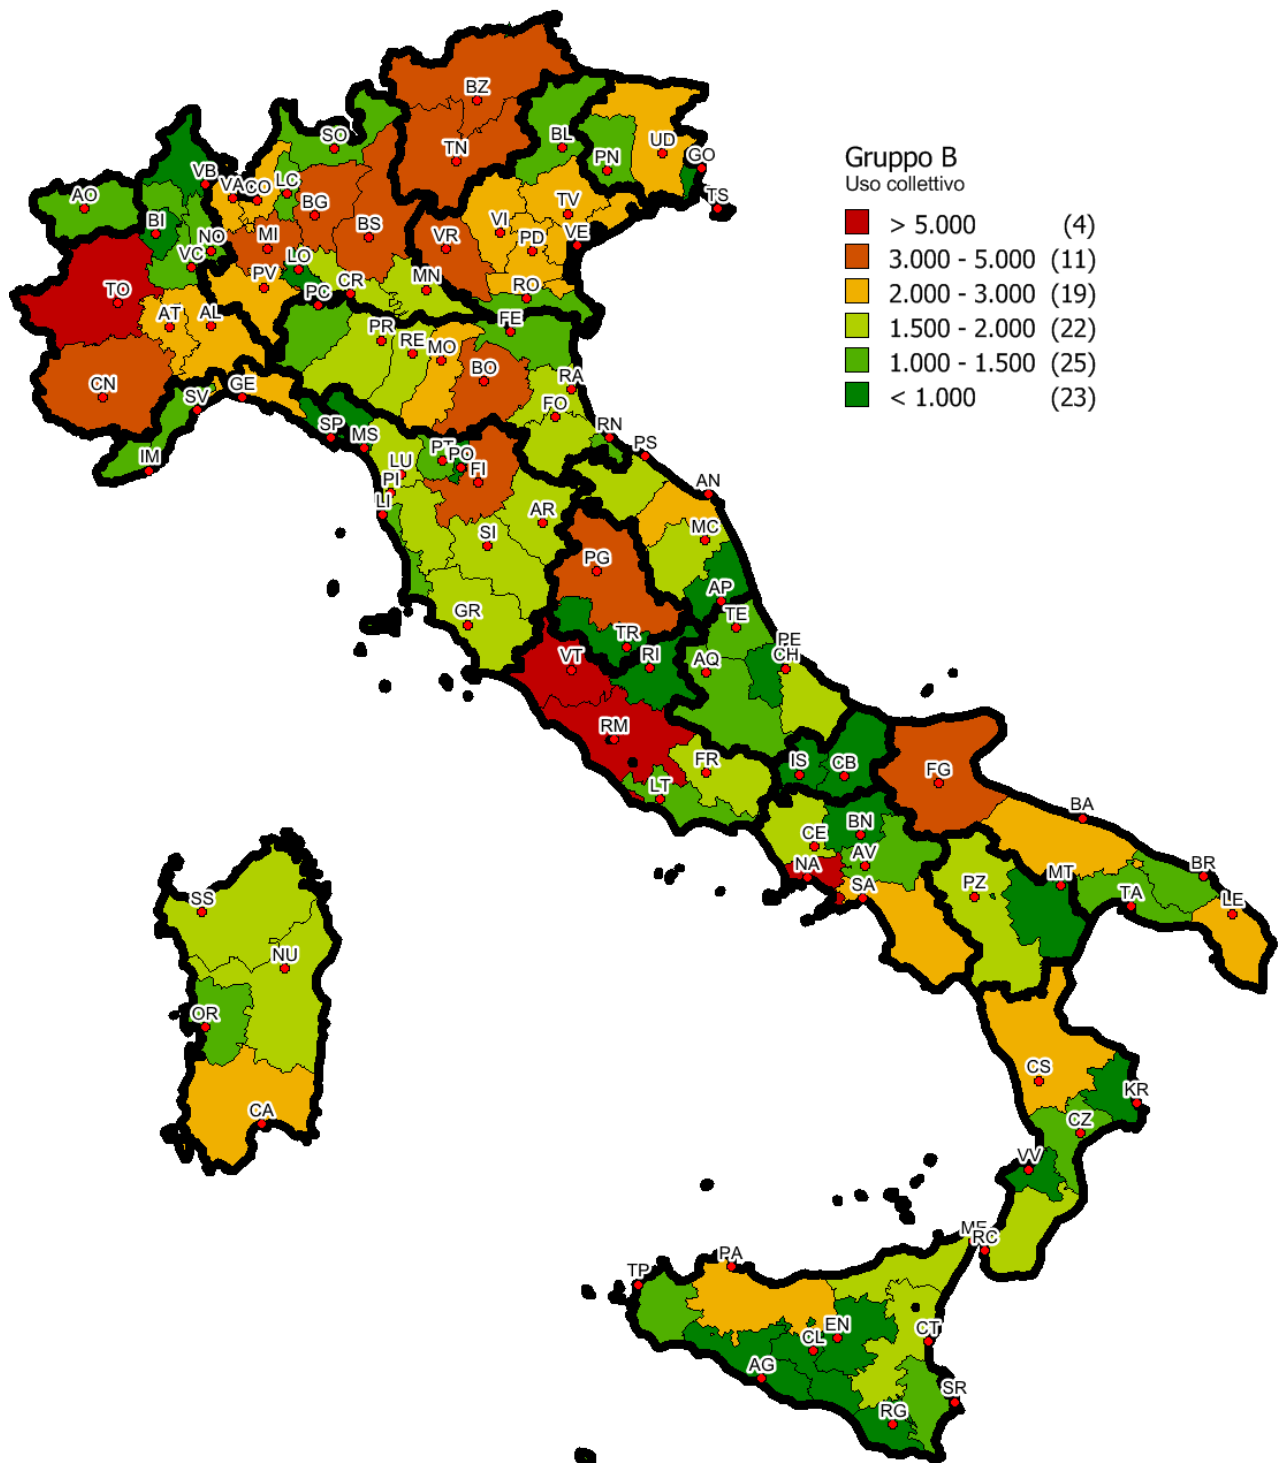 Gruppo B
Uso collettivo
> 5.000 (4)
3.000 - 5.000 (11)
2.000 - 3.000 (19)
1.500 - 2.000 (22)
1.000 - 1.500 (25)
< 1.000 (23)
BZ
SO
BL
UD
TN
PN
GO
VB
VA
CO
LC
AO
BG
TV
TS
BI
BS
VI
NO
MI
VR
PD
VE
VC
LO
TO
PV
CR
MN
RO
PC
AT
AL
FE
PR
RE
MO
BO
CN
SV
GE
RA
FO
SP
MS
RN
PS
IM
PT
PO
LU
FI
PI
AN
LI
AR
MC
SI
PG
AP
GR
TE
TR
PE
VT
RI
AQ
CH
RM
FR
IS
CB
FG
LT
BA
CE
BN
NA
AV
MT
BR
SA
PZ
TA
LE
SS
NU
OR
CA
CS
KR
CZ
VV
ME
RC
PA
TP
EN
CT
CL
AG
SR
RG